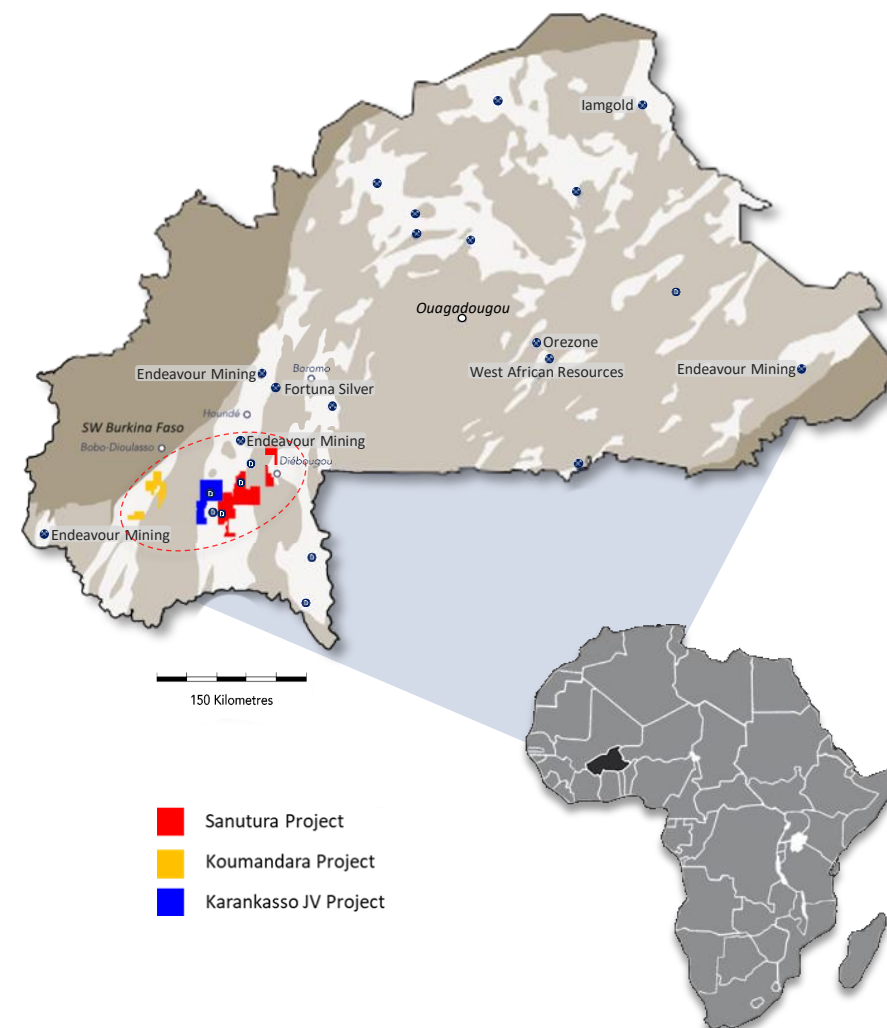 Iamgold
Ouagadougou
Orezone
West African Resources
Endeavour Mining
Endeavour Mining
Boromo
Fortuna Silver
Houndé
SW Burkina Faso
Bobo-Dioulasso
Endeavour Mining
Diébougou
Endeavour Mining
150 Kilometres
Sanutura Project
Koumandara Project
Karankasso JV Project